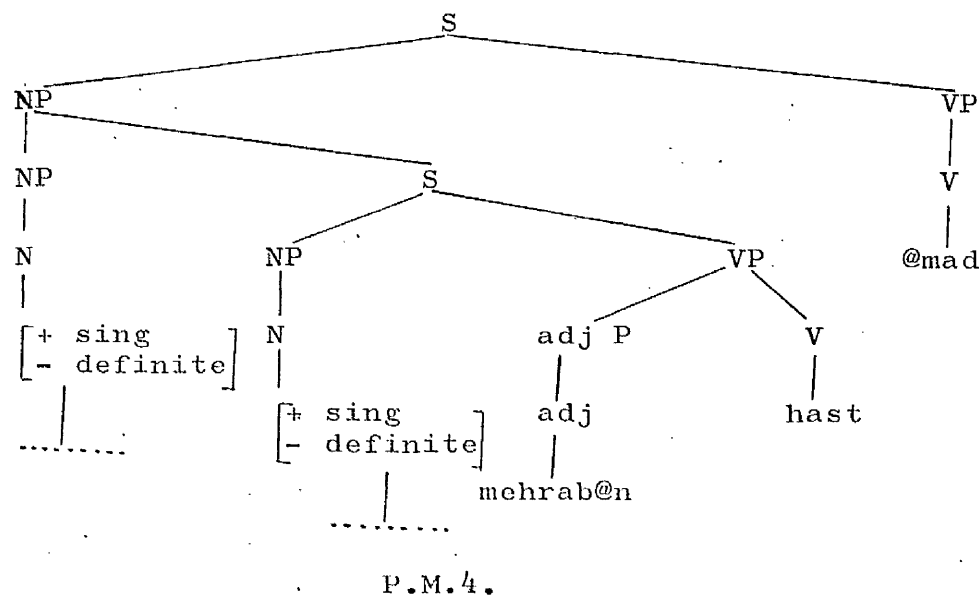 S
NP VP
NP S V
N NP VP @mad
[+ sing N adj P V
- definite]
[+ sing adj hast
- definite]
.......... mehrab@n
..........
P.M.4.